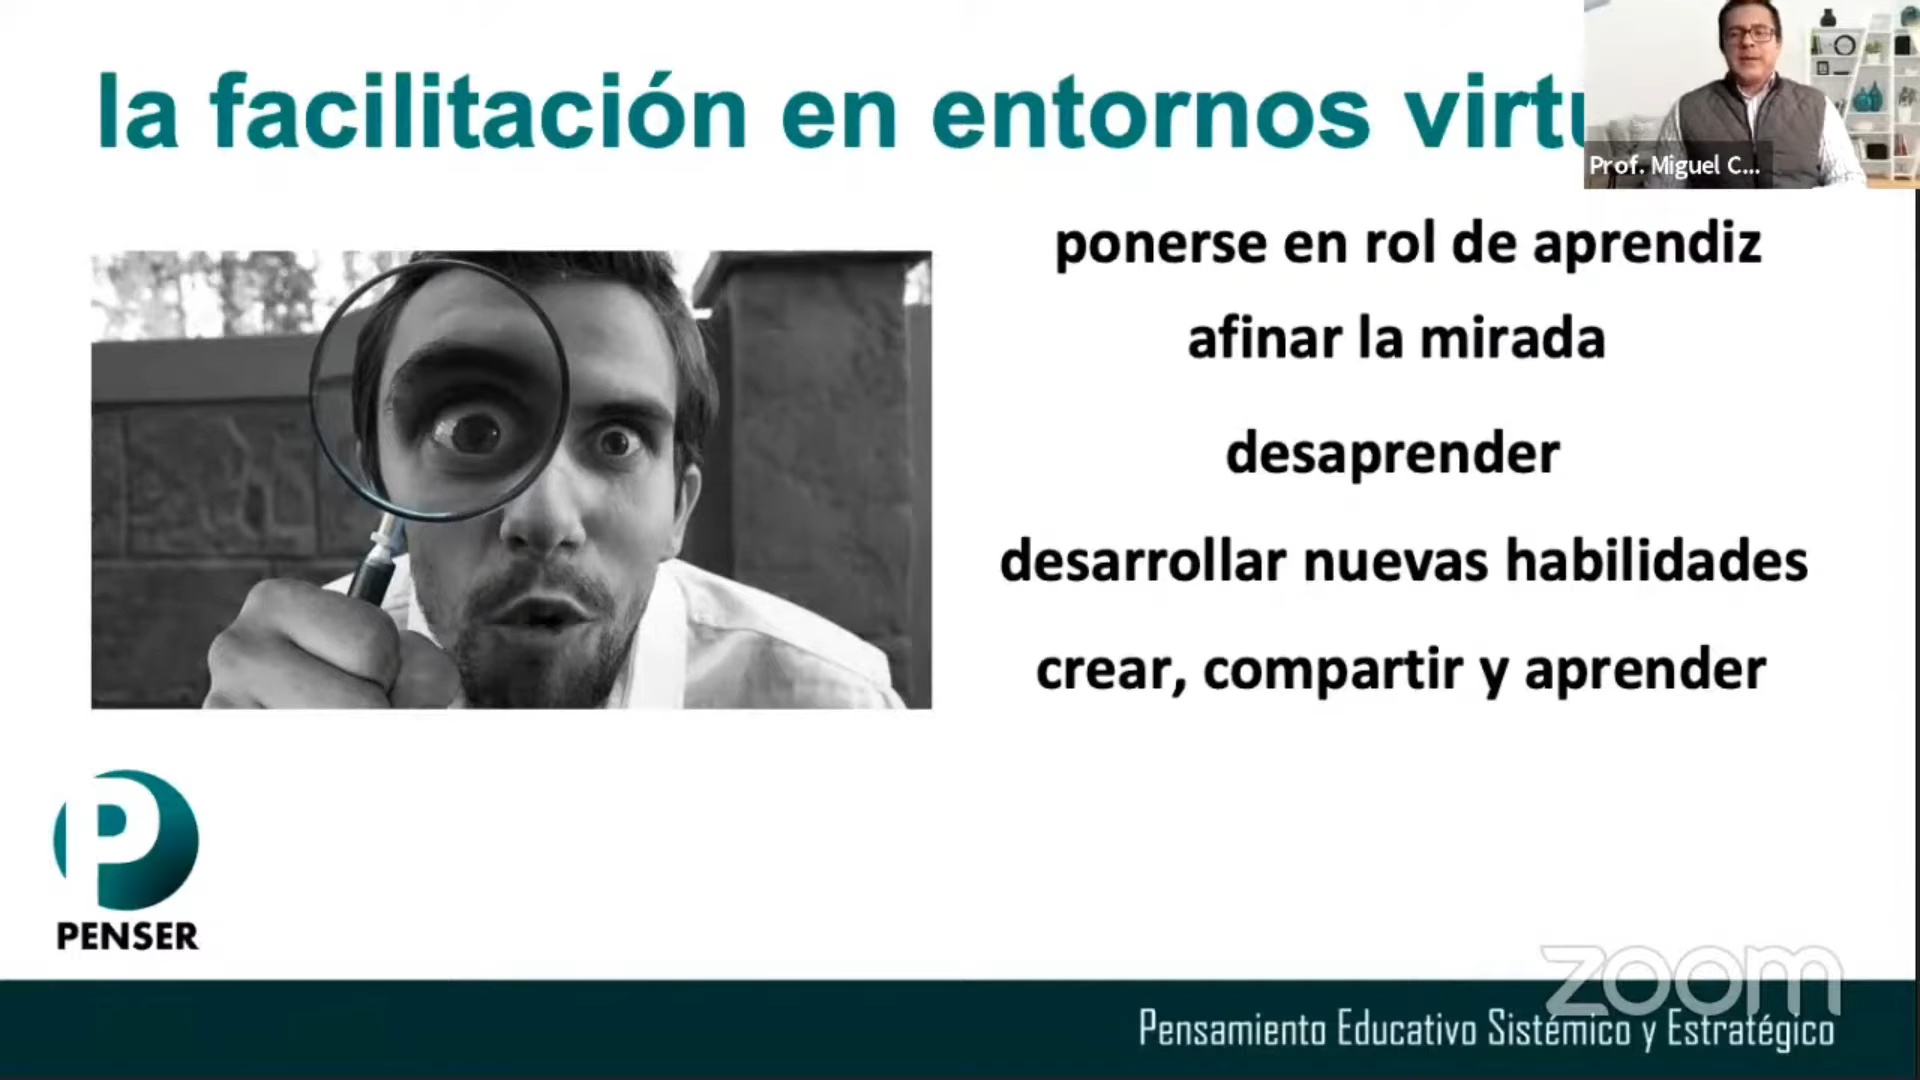 la facilitación en entornos virtu
Prof. Miguel C...
ponerse en rol de aprendiz
afinar la mirada
desaprender
desarrollar nuevas habilidades
crear, compartir y aprender
P
PENSER
zoom
Pensamiento Educativo Sistémico y Estratégico